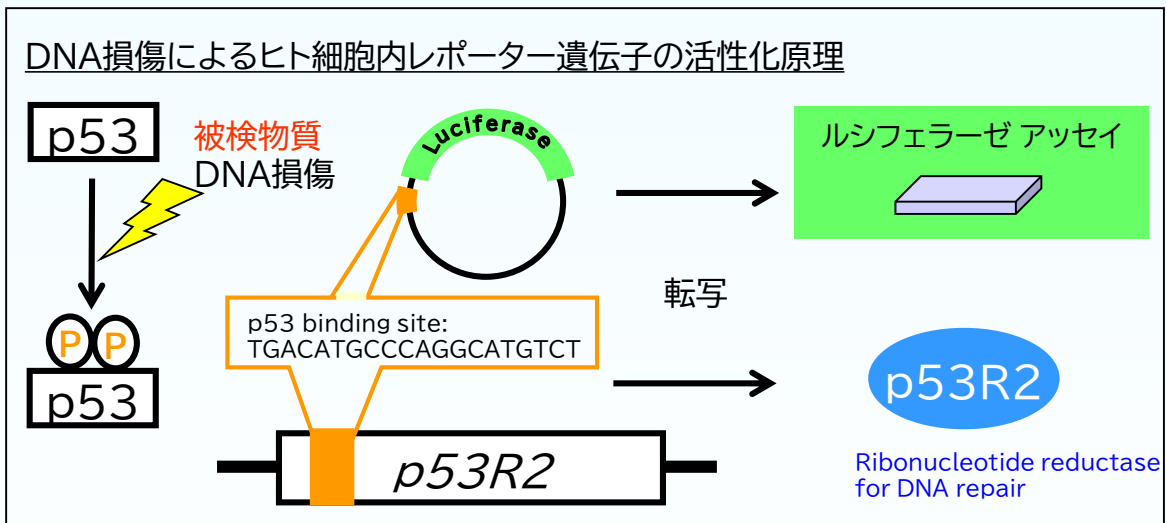 DNA損傷によるヒト細胞内レポーター遺伝子の活性化原理
p53
被検物質
DNA損傷
P P
p53
Luciferase
p53 binding site:
TGACATGCCCAGGCATGTCT
p53R2
転写
ルシフェラーゼ アッセイ
p53R2
Ribonucleotide reductase
for DNA repair